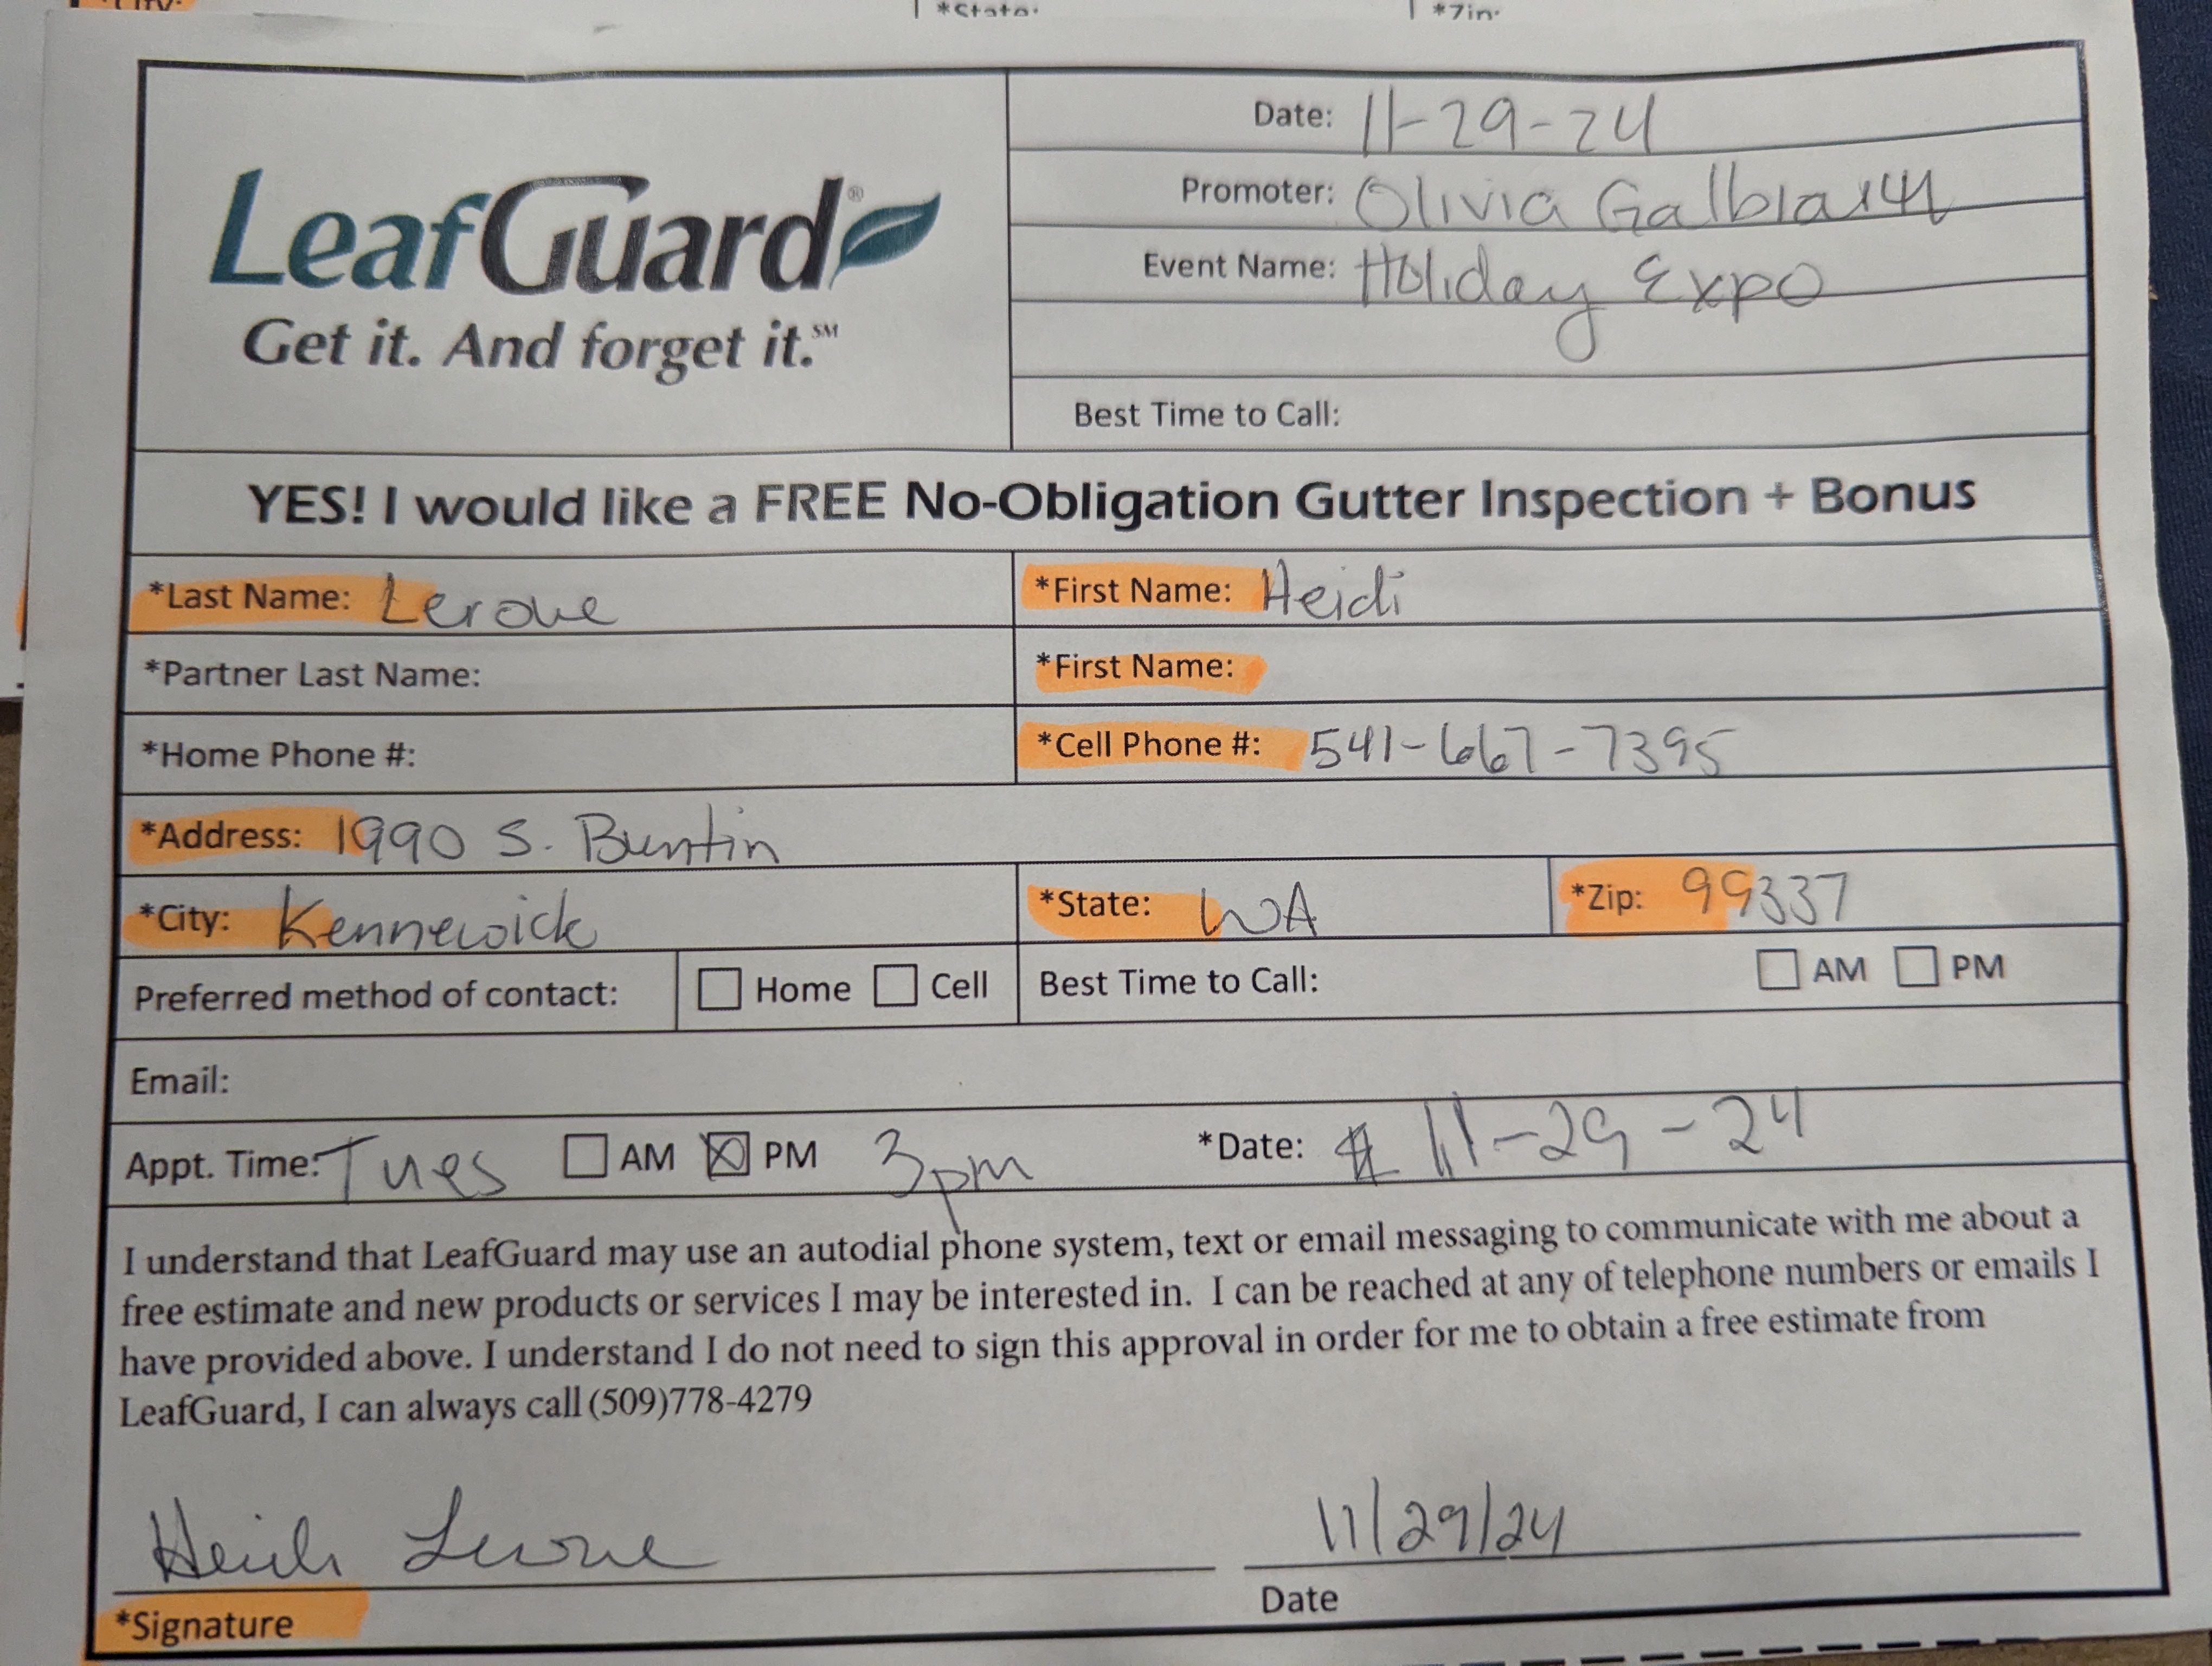 *City:
*State:
*Zip:
LeafGuard®
Get it. And forget it.℠
Date: 11-29-24
Promoter: Olivia Galbraith
Event Name: Holiday Expo
Best Time to Call:
YES! I would like a FREE No-Obligation Gutter Inspection + Bonus
*Last Name: Leroue *First Name: Heidi
*Partner Last Name: *First Name:
*Home Phone #: *Cell Phone #: 541-667-7395
*Address: 1990 S. Buntin
*City: Kennewick *State: WA *Zip: 99337
Preferred method of contact: Home Cell Best Time to Call: AM PM
Email:
Appt. Time: Tues AM PM 3pm *Date: 11-29-24
I understand that LeafGuard may use an autodial phone system, text or email messaging to communicate with me about a
free estimate and new products or services I may be interested in. I can be reached at any of telephone numbers or emails I
have provided above. I understand I do not need to sign this approval in order for me to obtain a free estimate from
LeafGuard, I can always call (509)778-4279
Heidi Leroue 11/29/24
*Signature Date